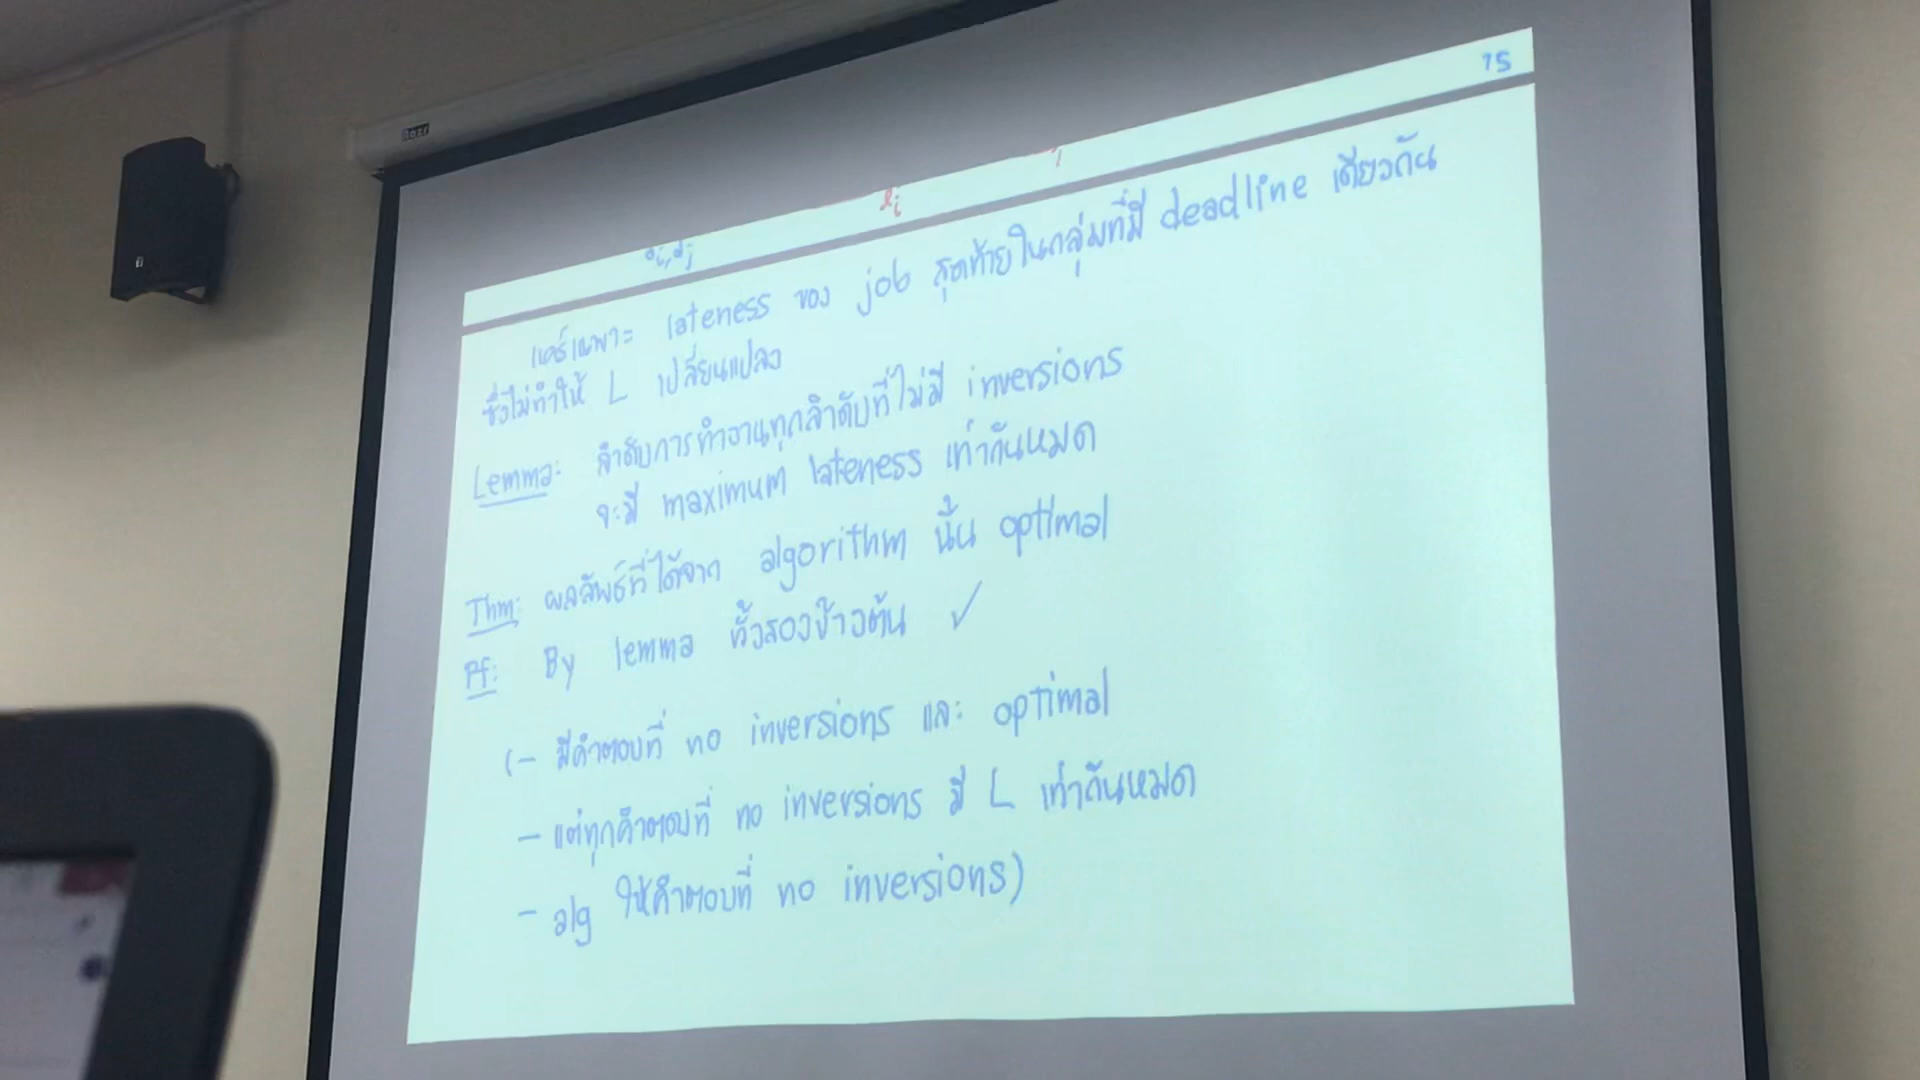 15
แคร์เฉพาะ lateness ของ job สุดท้ายในกลุ่มที่มี deadline เดียวกัน
ซึ่งไม่ทำให้ L เปลี่ยนแปลง
Lemma: ลำดับการทำงานทุกลำดับที่ไม่มี inversions
จะมี maximum lateness เท่ากันหมด
Thm: ผลลัพธ์ที่ได้จาก algorithm นั้น optimal
Pf: By lemma ทั้งสองข้างต้น ✓
(- มีคำตอบที่ no inversions และ optimal
- แต่ทุกคำตอบที่ no inversions มี L เท่ากันหมด
- alg ให้คำตอบที่ no inversions)